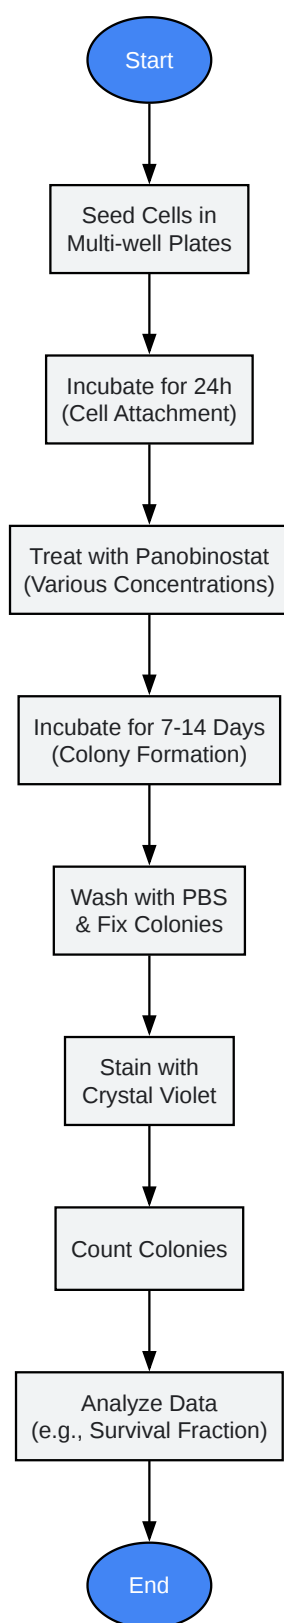 Start
Seed Cells in
Multi-well Plates
Incubate for 24h
(Cell Attachment)
Treat with Panobinostat
(Various Concentrations)
Incubate for 7-14 Days
(Colony Formation)
Wash with PBS
& Fix Colonies
Stain with
Crystal Violet
Count Colonies
Analyze Data
(e.g., Survival Fraction)
End